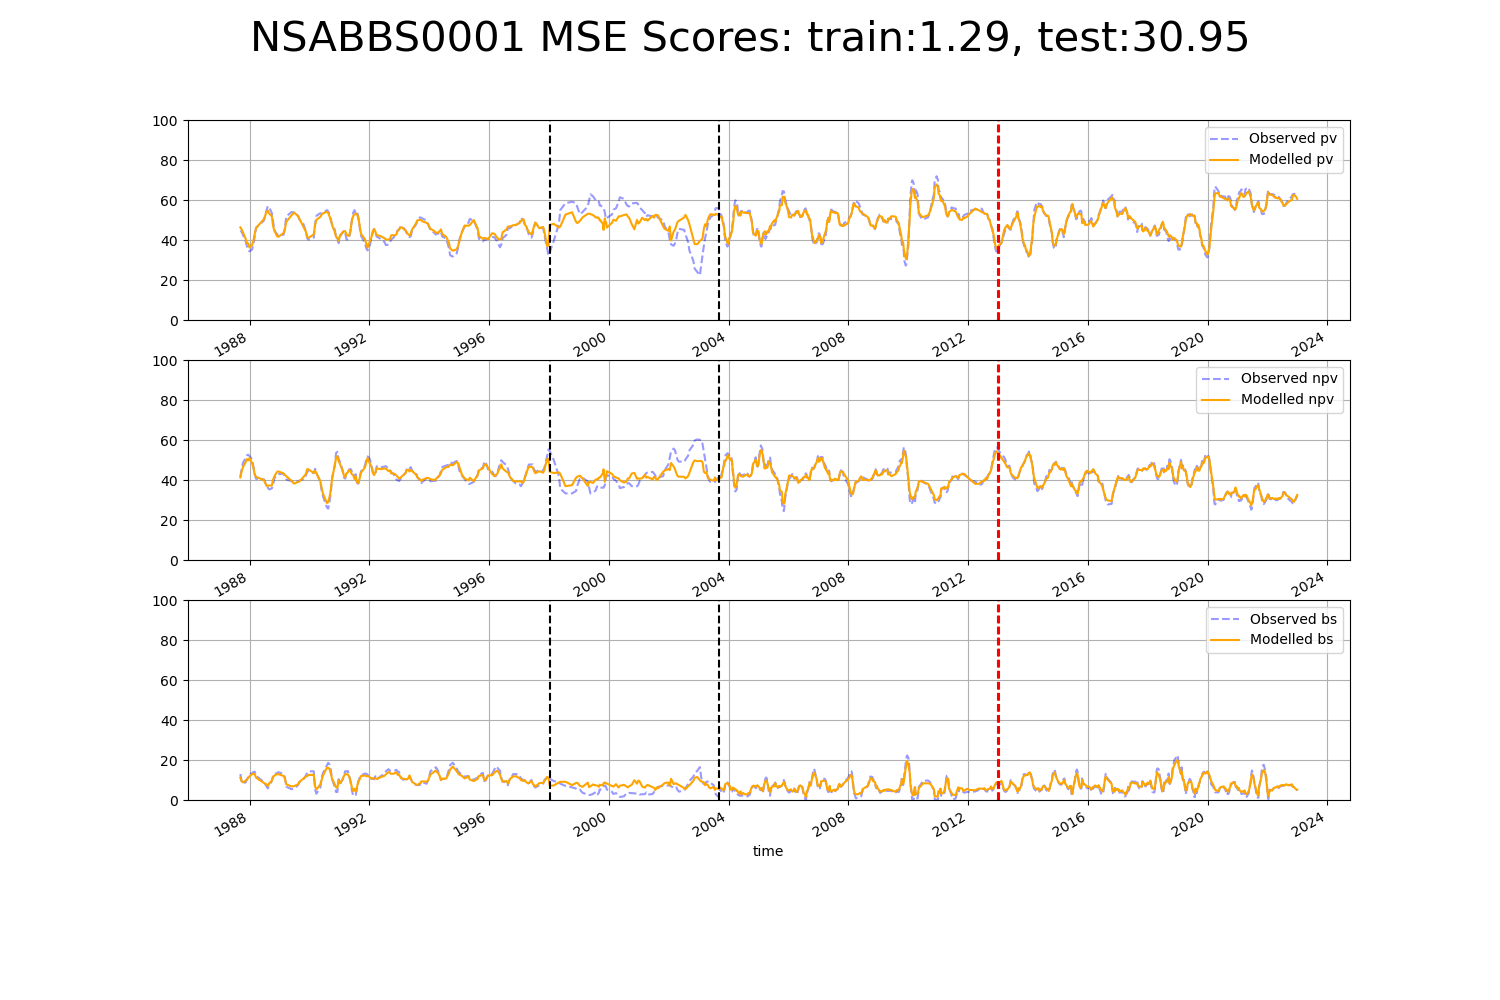 NSABBS0001 MSE Scores: train:1.29, test:30.95
100
80
60
40
20
0
Observed pv
Modelled pv
1988 1992 1996 2000 2004 2008 2012 2016 2020 2024
100
80
60
40
20
0
Observed npv
Modelled npv
1988 1992 1996 2000 2004 2008 2012 2016 2020 2024
100
80
60
40
20
0
Observed bs
Modelled bs
1988 1992 1996 2000 2004 2008 2012 2016 2020 2024
time